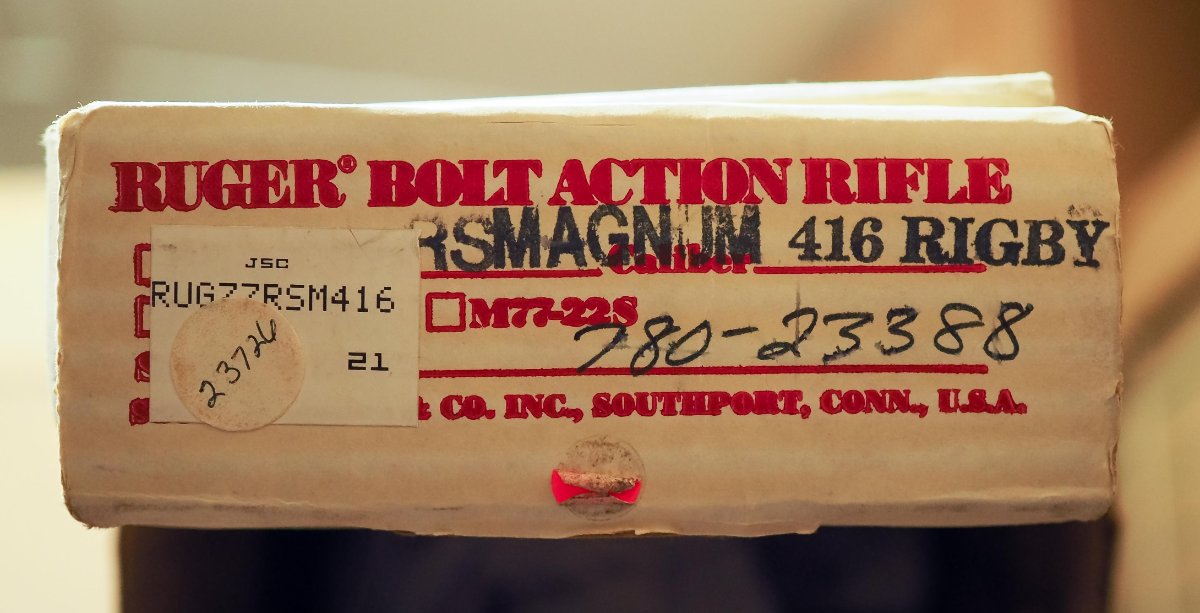 RUGER® BOLT ACTION RIFLE
RSMAGNUM 416 RIGBY
Caliber
JSC
RUG77RSM416
M77-22S
780-23388
23726
21
& CO. INC., SOUTHPORT, CONN., U.S.A.